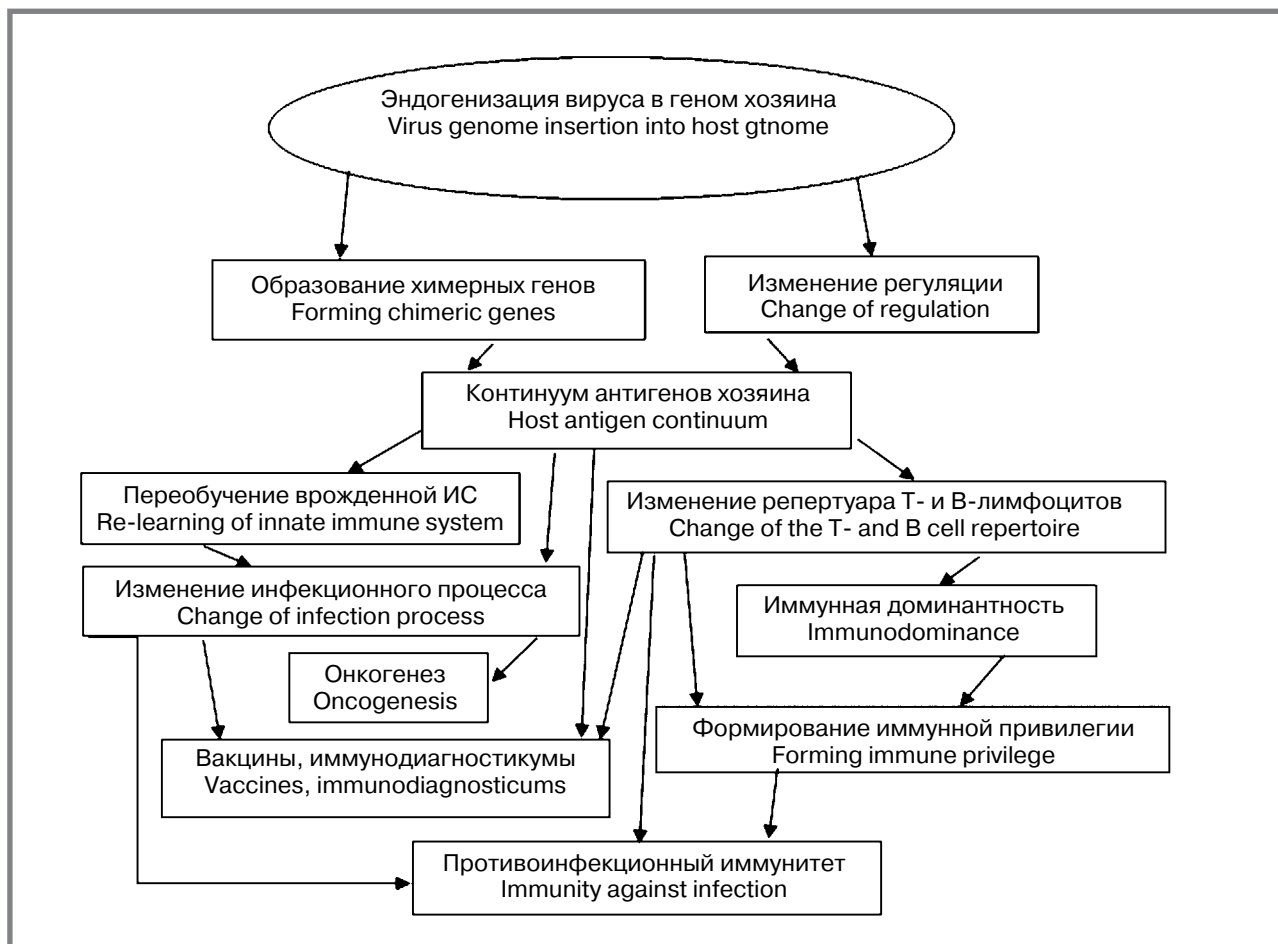 Эндогенизация вируса в геном хозяина
Virus genome insertion into host gtnome
Образование химерных генов
Forming chimeric genes
Изменение регуляции
Change of regulation
Континуум антигенов хозяина
Host antigen continuum
Переобучение врожденной ИС
Re-learning of innate immune system
Изменение репертуара Т- и В-лимфоцитов
Change of the T- and B cell repertoire
Изменение инфекционного процесса
Change of infection process
Иммунная доминантность
Immunodominance
Онкогенез
Oncogenesis
Формирование иммунной привилегии
Forming immune privilege
Вакцины, иммунодиагностикумы
Vaccines, immunodiagnosticums
Противоинфекционный иммунитет
Immunity against infection